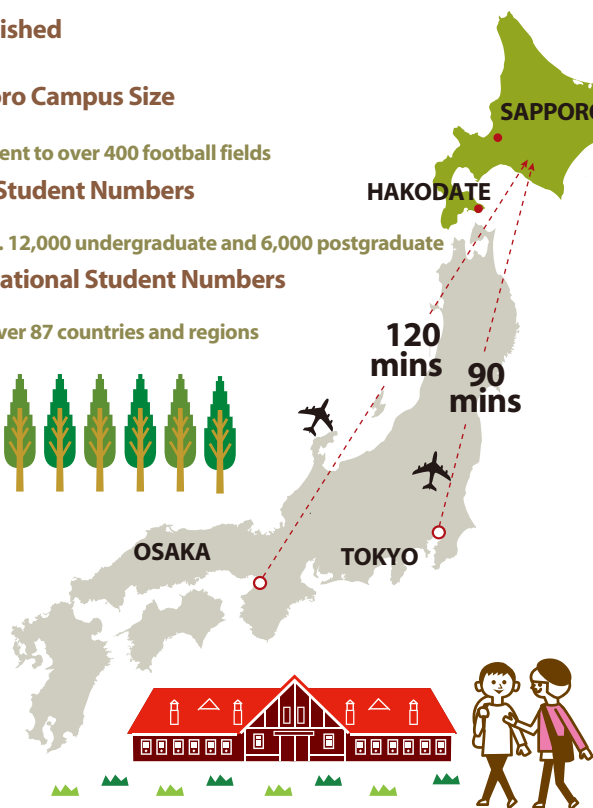 ished
ro Campus Size
ent to over 400 football fields
Student Numbers
. 12,000 undergraduate and 6,000 postgraduate
ational Student Numbers
ver 87 countries and regions
SAPPORO
HAKODATE
120
mins
90
mins
OSAKA
TOKYO